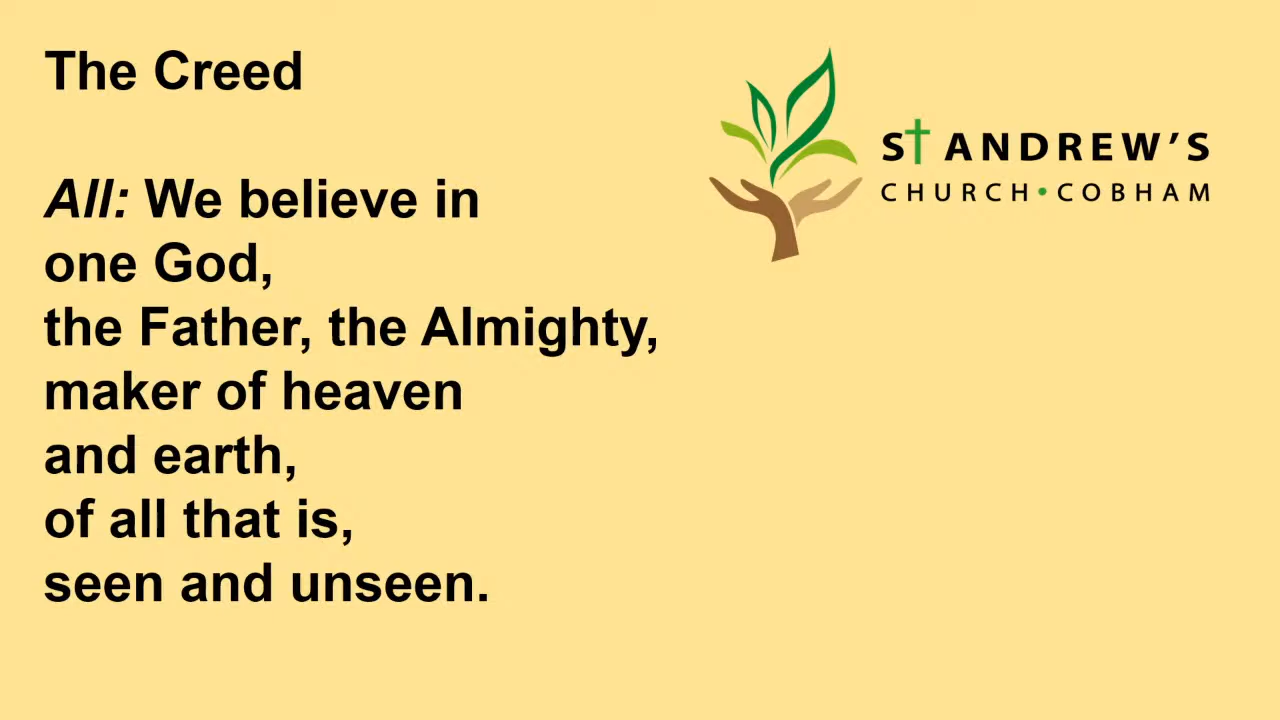 The Creed
All: We believe in
one God,
the Father, the Almighty,
maker of heaven
and earth,
of all that is,
seen and unseen.
St ANDREW'S
CHURCH • COBHAM